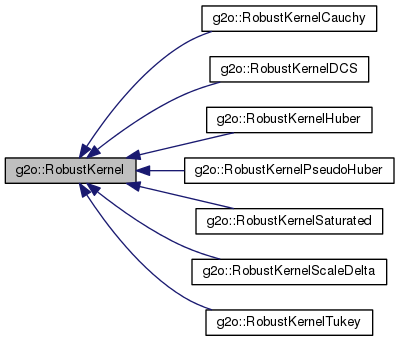 g2o::RobustKernelCauchy
g2o::RobustKernelDCS
g2o::RobustKernelHuber
g2o::RobustKernel
g2o::RobustKernelPseudoHuber
g2o::RobustKernelSaturated
g2o::RobustKernelScaleDelta
g2o::RobustKernelTukey